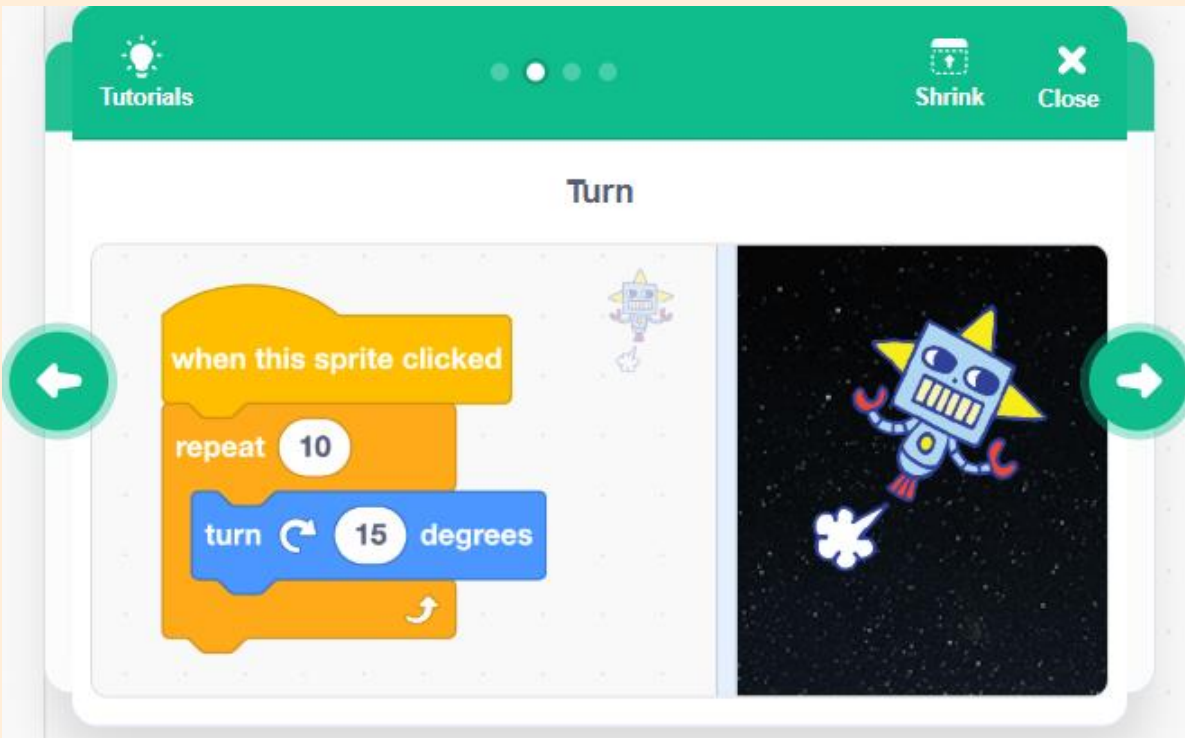 Tutorials
Shrink
Close
Turn
when this sprite clicked
repeat 10
turn 15 degrees